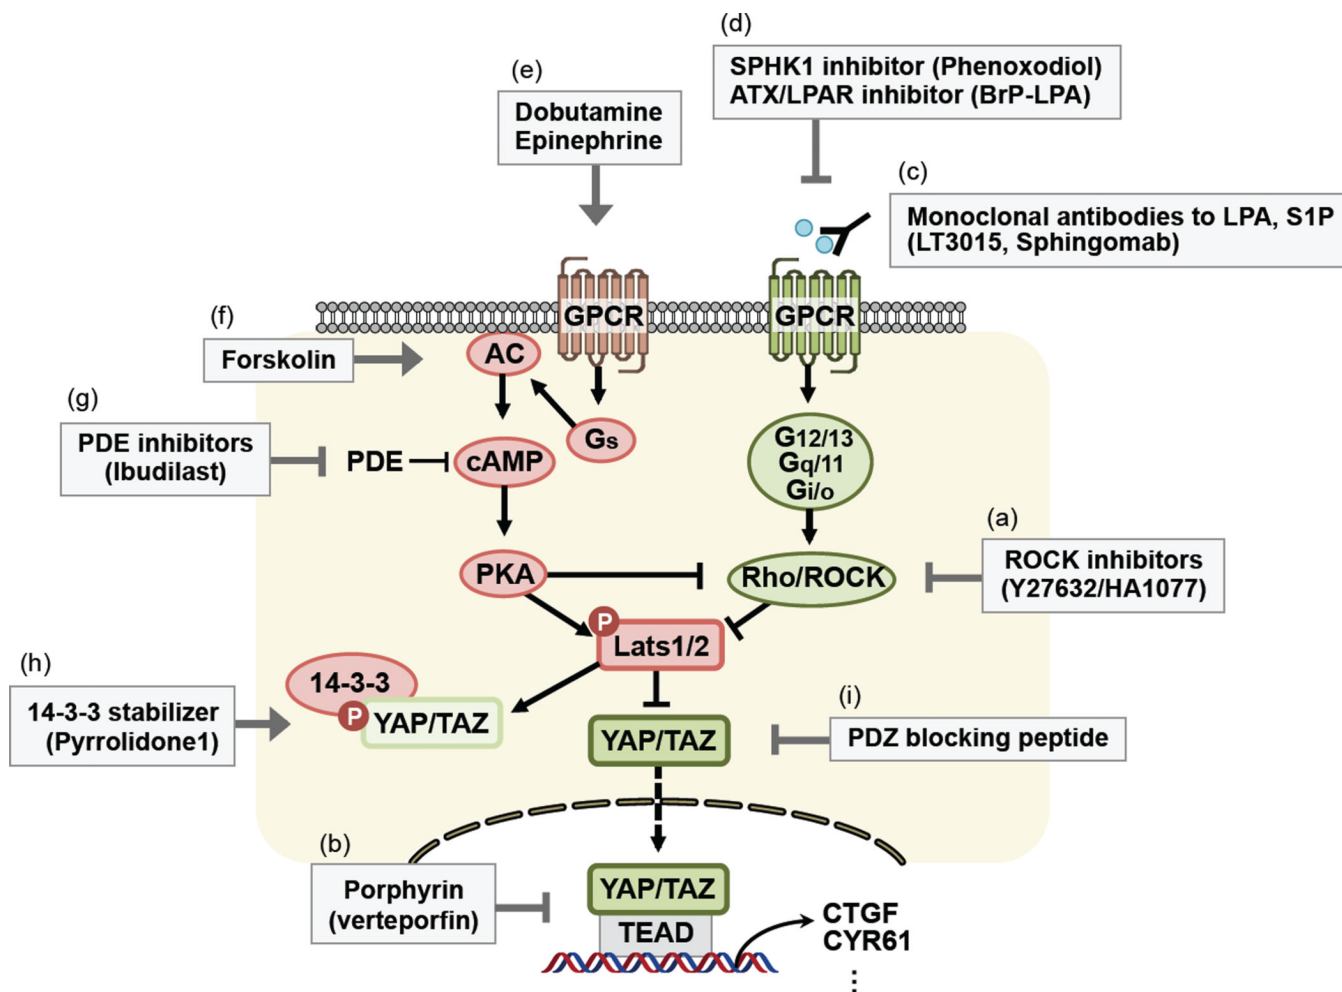 (d)
SPHK1 inhibitor (Phenoxodiol)
ATX/LPAR inhibitor (BrP-LPA)
(e)
Dobutamine
Epinephrine
(c)
Monoclonal antibodies to LPA, S1P
(LT3015, Sphingomab)
GPCR
GPCR
(f)
Forskolin
AC
Gs
(g)
PDE inhibitors
(Ibudilast)
PDE
cAMP
G12/13
Gq/11
Gi/o
(a)
ROCK inhibitors
(Y27632/HA1077)
PKA
Rho/ROCK
P
Lats1/2
(h)
14-3-3 stabilizer
(Pyrrolidone1)
14-3-3
P
YAP/TAZ
YAP/TAZ
(i)
PDZ blocking peptide
(b)
Porphyrin
(verteporfin)
YAP/TAZ
TEAD
CTGF
CYR61
⋮